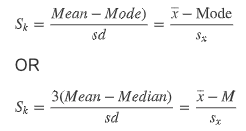 Sₖ = Mean − Mode) / sd = x̄ − Mode / sₓ
OR
Sₖ = 3(Mean − Median) / sd = x̄ − M / sₓ